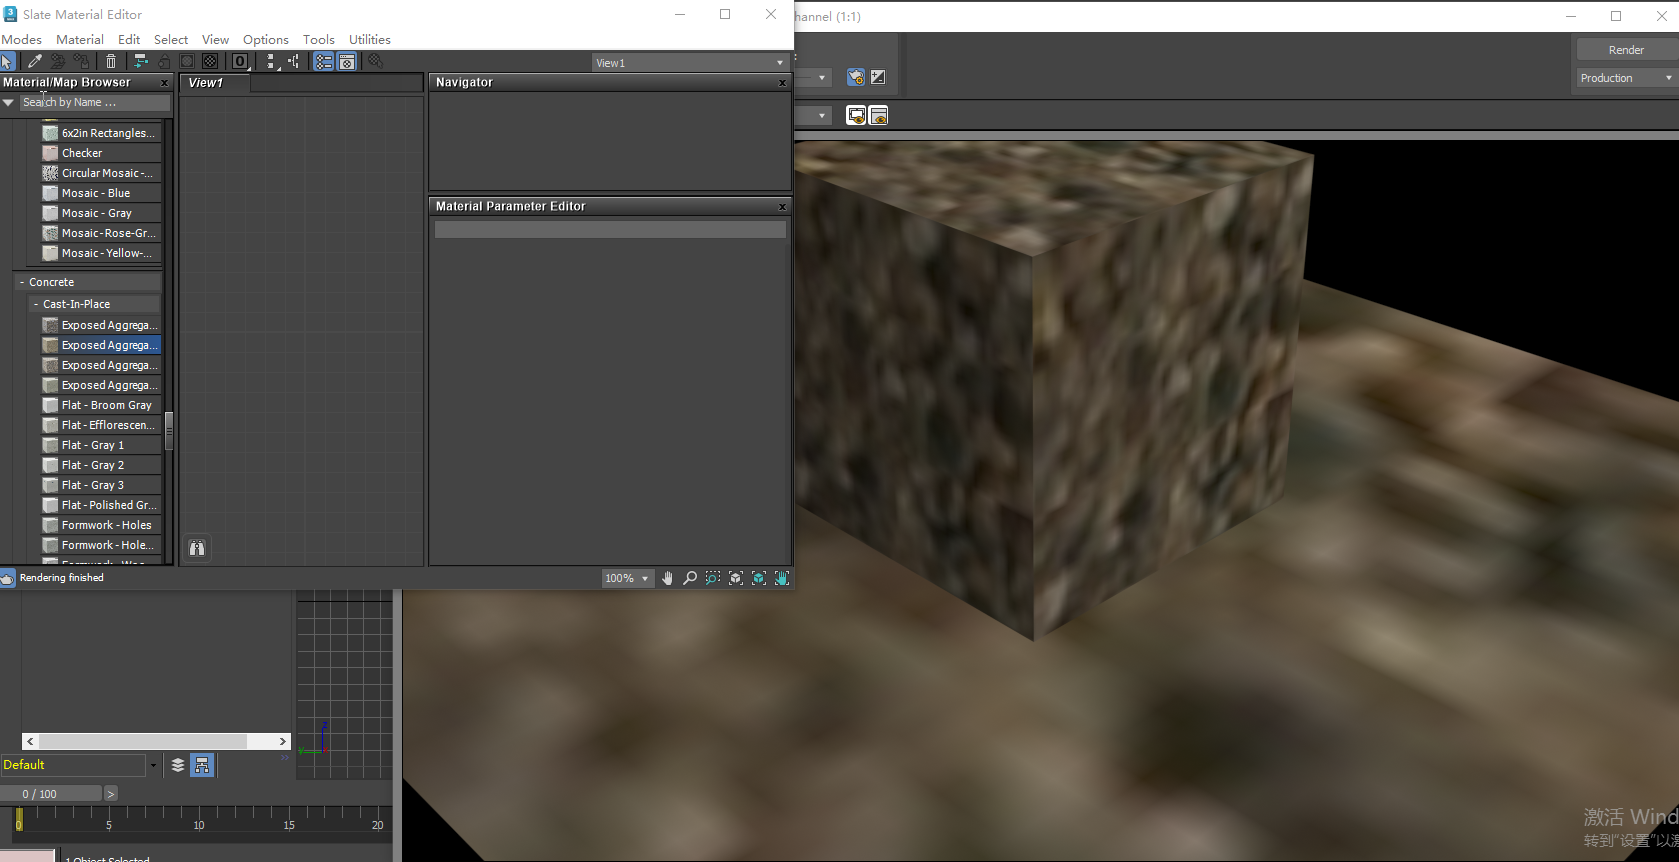 Slate Material Editor
hannel (1:1)
Modes Material Edit Select View Options Tools Utilities
Render
View1
Production
Material/Map Browser
View1
Navigator
Search by Name ...
6x2in Rectangles...
Checker
Circular Mosaic -...
Mosaic - Blue
Mosaic - Gray
Mosaic - Rose-Gr...
Mosaic - Yellow-...
Material Parameter Editor
- Concrete
- Cast-In-Place
Exposed Aggrega...
Exposed Aggrega...
Exposed Aggrega...
Exposed Aggrega...
Flat - Broom Gray
Flat - Efflorescen...
Flat - Gray 1
Flat - Gray 2
Flat - Gray 3
Flat - Polished Gr...
Formwork - Holes
Formwork - Hole...
Rendering finished
100%
z
Default
0 / 100
>
0 5 10 15 20
1 Object Selected
激活 Wind
转到“设置”以激